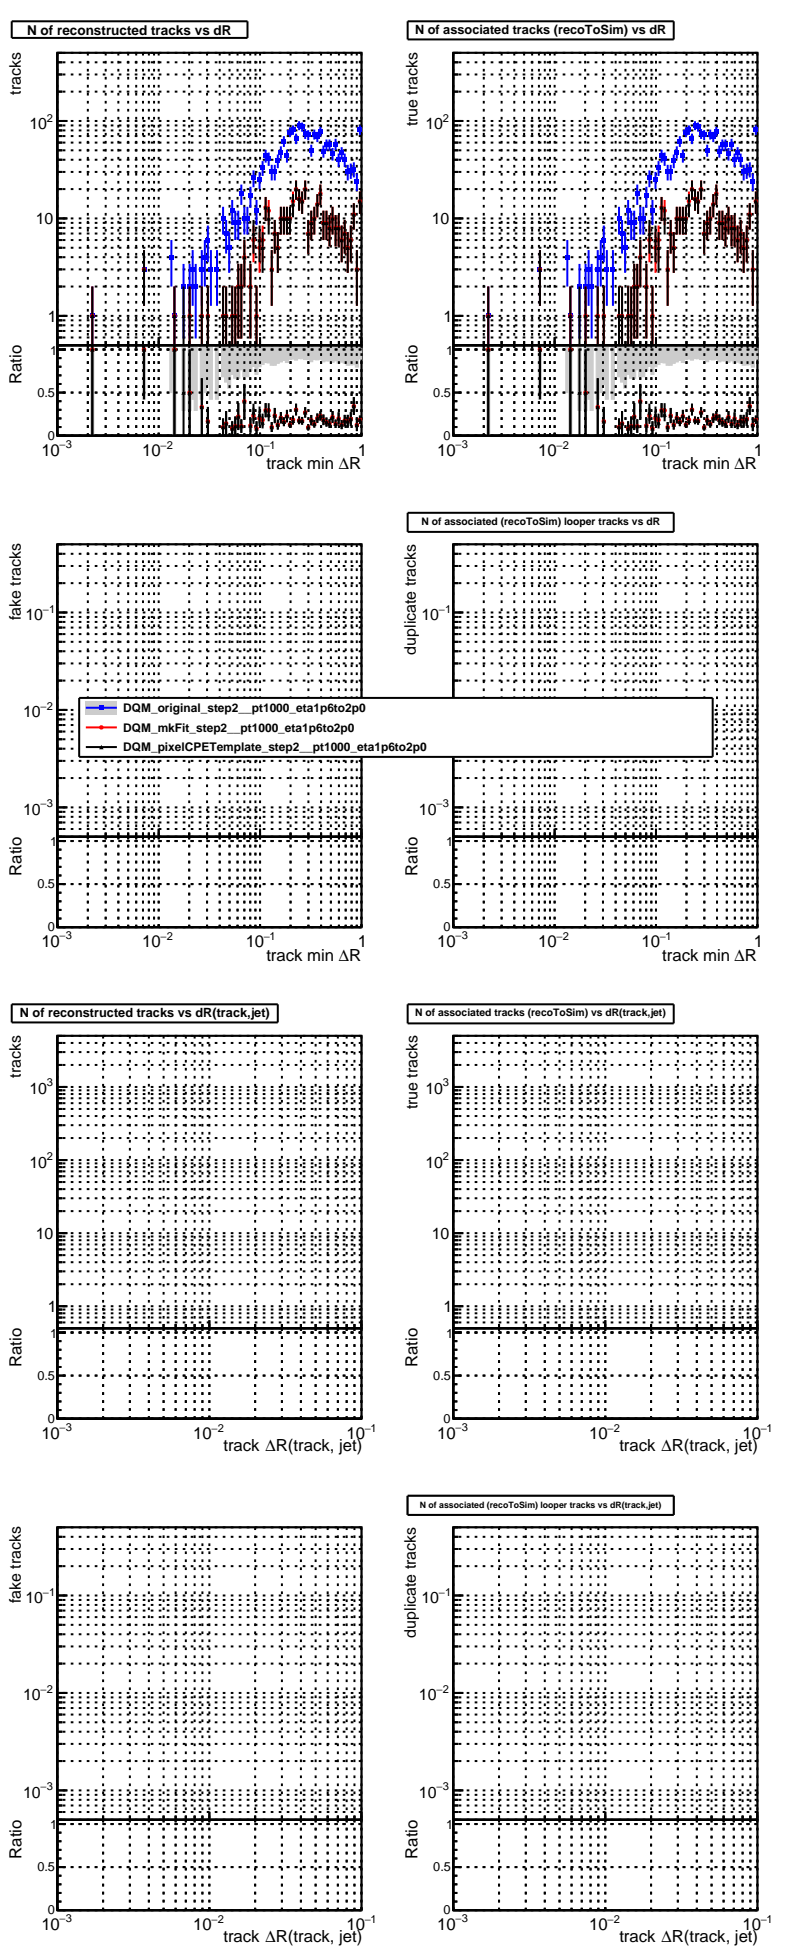 N of reconstructed tracks vs dR
N of associated tracks (recoToSim) vs dR
tracks
10²
10
1
Ratio
1
0.5
0
10⁻³
10⁻²
10⁻¹
1
track min ΔR
true tracks
10²
10
1
Ratio
1
0.5
0
10⁻³
10⁻²
10⁻¹
1
track min ΔR
N of associated (recoToSim) looper tracks vs dR
fake tracks
10⁻¹
10⁻²
10⁻³
Ratio
1
0.5
0
10⁻³
10⁻²
10⁻¹
1
track min ΔR
duplicate tracks
10⁻¹
10⁻³
Ratio
1
0.5
0
10⁻³
10⁻²
10⁻¹
1
track min ΔR
DQM_original_step2__pt1000_eta1p6to2p0
DQM_mkFit_step2__pt1000_eta1p6to2p0
DQM_pixelCPETemplate_step2__pt1000_eta1p6to2p0
N of reconstructed tracks vs dR(track,jet)
N of associated tracks (recoToSim) vs dR(track,jet)
tracks
10³
10²
10
1
Ratio
1
0.5
0
10⁻³
10⁻²
10⁻¹
track ΔR(track, jet)
true tracks
10³
10²
10
1
Ratio
1
0.5
0
10⁻³
10⁻²
10⁻¹
track ΔR(track, jet)
N of associated (recoToSim) looper tracks vs dR(track,jet)
fake tracks
10⁻¹
10⁻²
10⁻³
Ratio
1
0.5
0
10⁻³
10⁻²
10⁻¹
track ΔR(track, jet)
duplicate tracks
10⁻¹
10⁻²
10⁻³
Ratio
1
0.5
0
10⁻³
10⁻²
10⁻¹
track ΔR(track, jet)